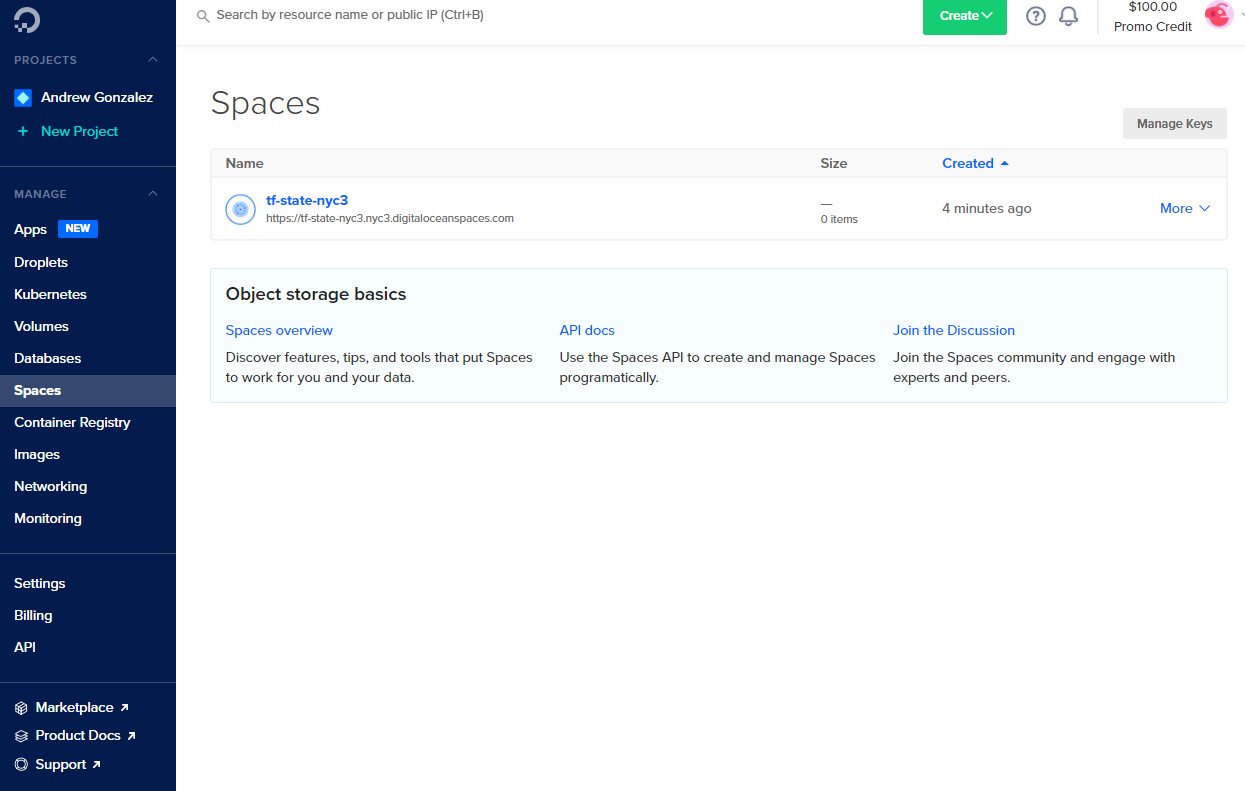 Search by resource name or public IP (Ctrl+B)
Create
$100.00
Promo Credit
PROJECTS
Andrew Gonzalez
+ New Project
MANAGE
Apps NEW
Droplets
Kubernetes
Volumes
Databases
Spaces
Container Registry
Images
Networking
Monitoring
Settings
Billing
API
Marketplace
Product Docs
Support
Spaces
Manage Keys
Name Size Created
tf-state-nyc3
https://tf-state-nyc3.nyc3.digitaloceanspaces.com
—
0 items
4 minutes ago
More
Object storage basics
Spaces overview
Discover features, tips, and tools that put Spaces
to work for you and your data.
API docs
Use the Spaces API to create and manage Spaces
programatically.
Join the Discussion
Join the Spaces community and engage with
experts and peers.